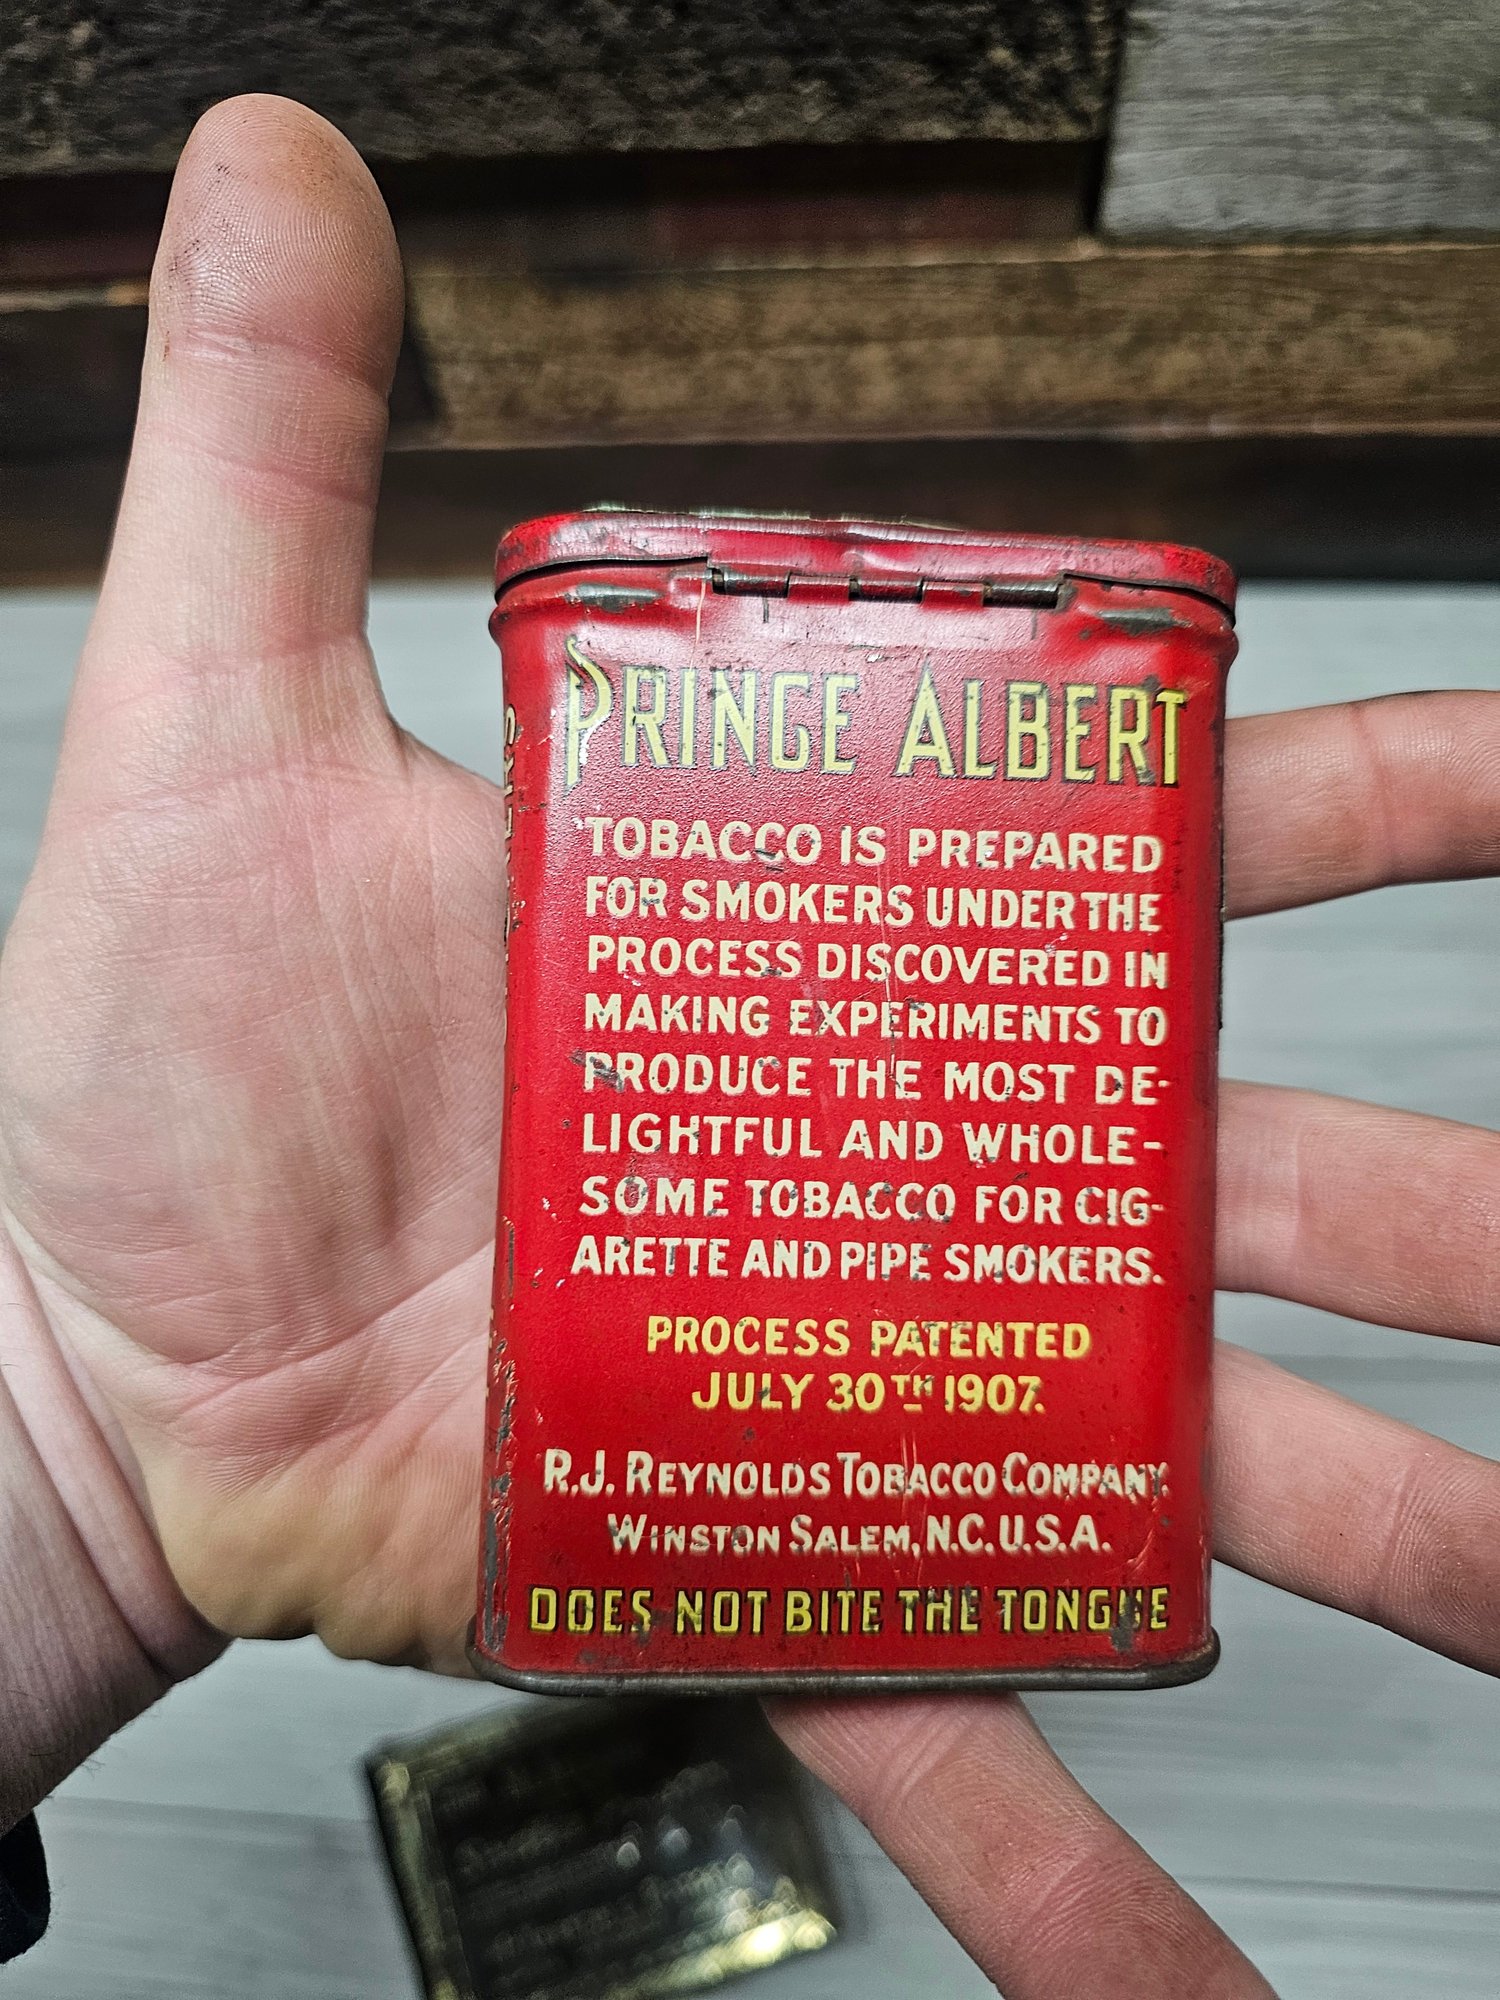 PRINCE ALBERT
TOBACCO IS PREPARED
FOR SMOKERS UNDER THE
PROCESS DISCOVERED IN
MAKING EXPERIMENTS TO
PRODUCE THE MOST DE-
LIGHTFUL AND WHOLE-
SOME TOBACCO FOR CIG-
ARETTE AND PIPE SMOKERS.
PROCESS PATENTED
JULY 30TH 1907.
R.J. REYNOLDS TOBACCO COMPANY.
WINSTON SALEM, N.C. U.S.A.
DOES NOT BITE THE TONGUE